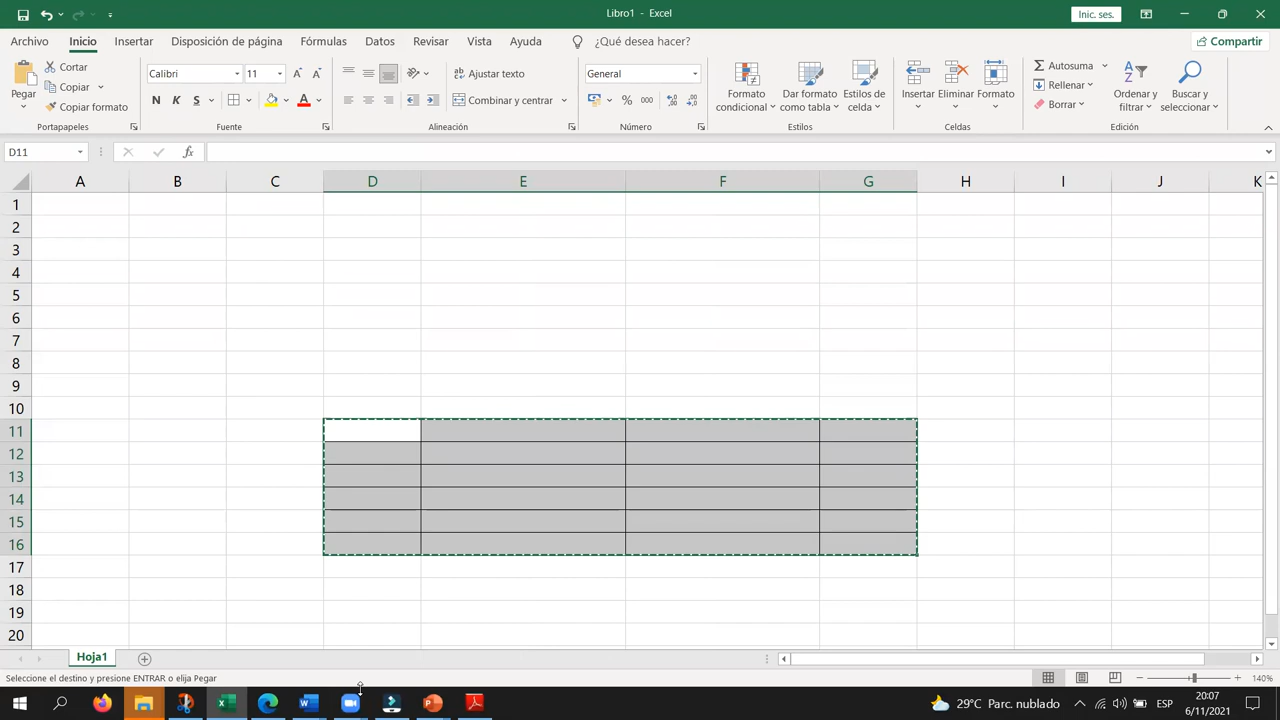 Libro1 - Excel
Inic. ses.
Archivo Inicio Insertar Disposición de página Fórmulas Datos Revisar Vista Ayuda ¿Qué desea hacer? Compartir
Pegar
Cortar
Copiar
Copiar formato
Portapapeles
Calibri 11
N K S
Fuente
Ajustar texto
Combinar y centrar
Alineación
General
% 000
Número
Formato condicional
Dar formato como tabla
Estilos de celda
Estilos
Insertar Eliminar Formato
Celdas
Autosuma
Rellenar
Borrar
Ordenar y filtrar
Buscar y seleccionar
Edición
D11 fx
A B C D E F G H I J K
1
2
3
4
5
6
7
8
9
10
11
12
13
14
15
16
17
18
19
20
Hoja1
Seleccione el destino y presione ENTRAR o elija Pegar 140%
29°C Parc. nublado ESP 20:07
6/11/2021